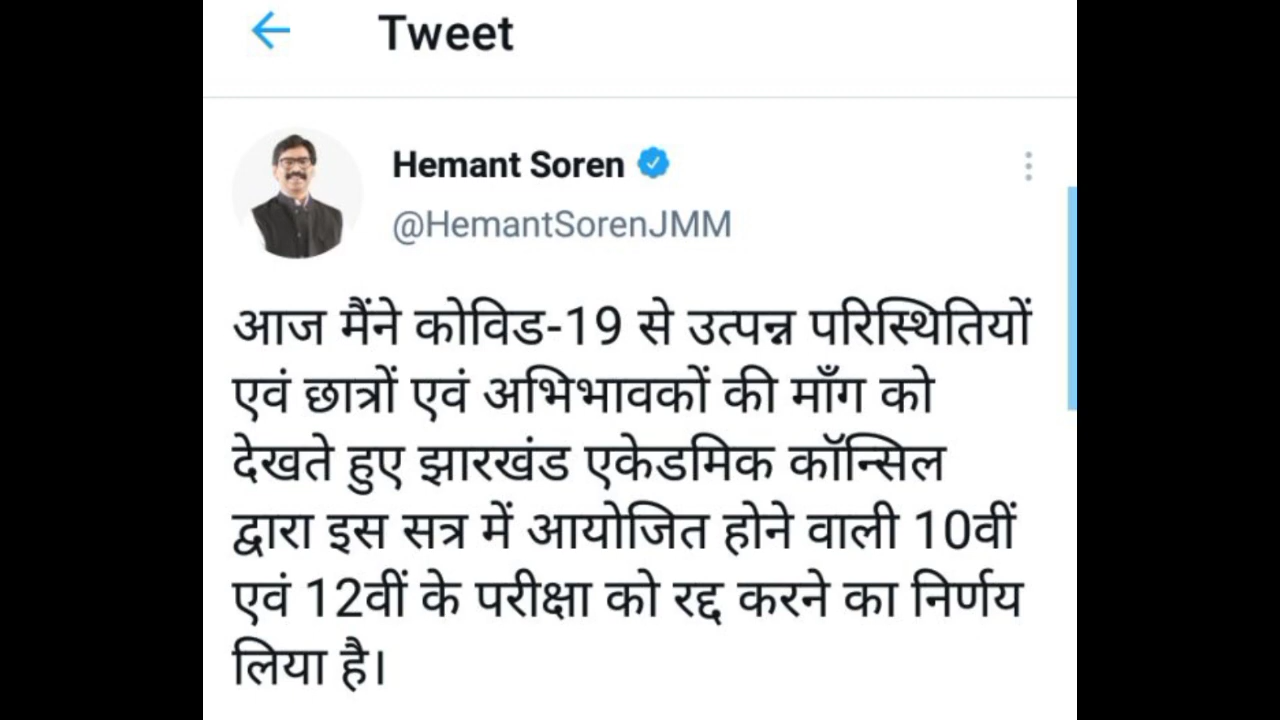 Tweet
Hemant Soren
@HemantSorenJMM
आज मैंने कोविड-19 से उत्पन्न परिस्थितियों
एवं छात्रों एवं अभिभावकों की माँग को
देखते हुए झारखंड एकेडमिक कॉन्सिल
द्वारा इस सत्र में आयोजित होने वाली 10वीं
एवं 12वीं के परीक्षा को रद्द करने का निर्णय
लिया है।